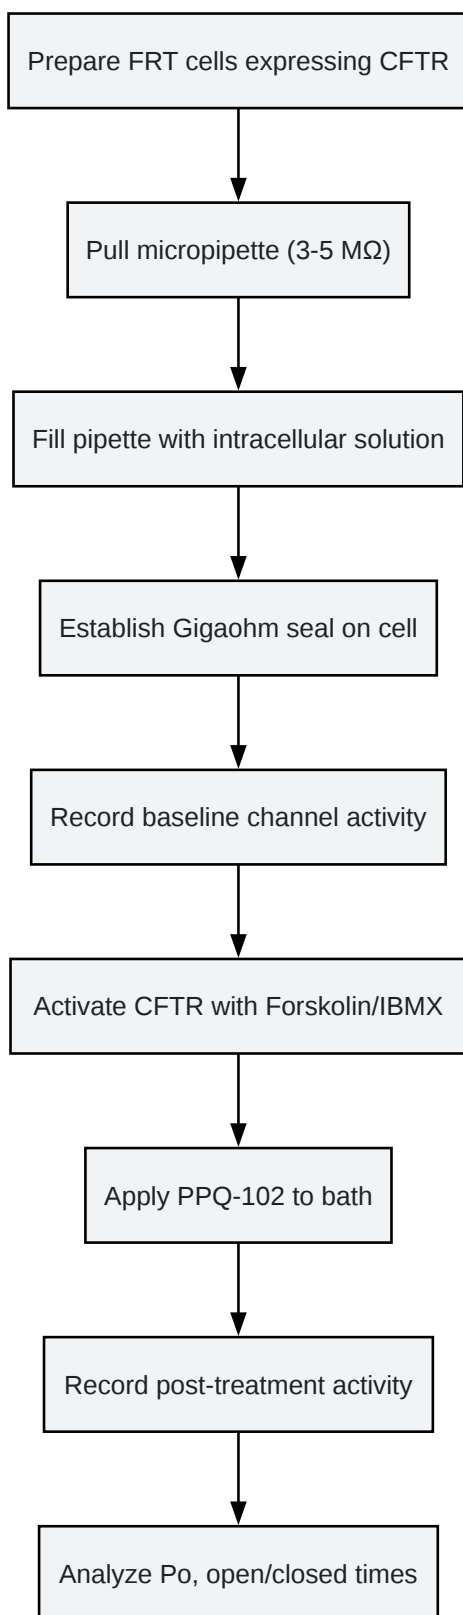 Prepare FRT cells expressing CFTR
Pull micropipette (3-5 MΩ)
Fill pipette with intracellular solution
Establish Gigaohm seal on cell
Record baseline channel activity
Activate CFTR with Forskolin/IBMX
Apply PPQ-102 to bath
Record post-treatment activity
Analyze Po, open/closed times